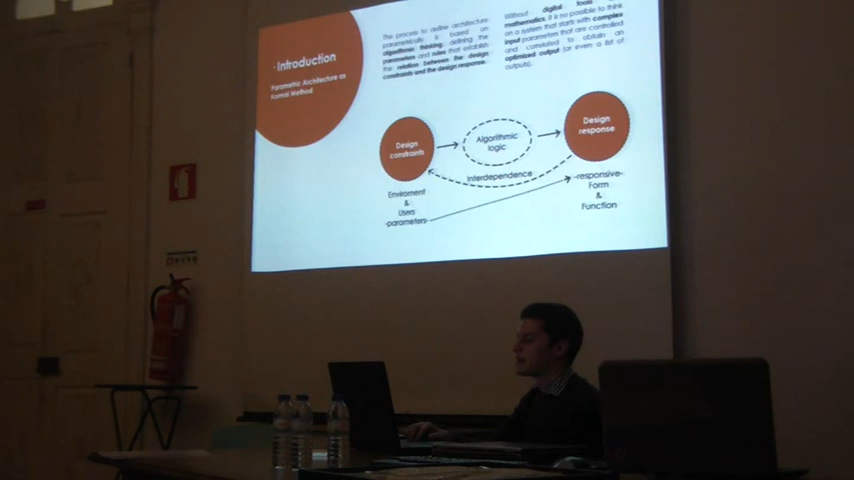 · Introduction
Parametric Architecture as
Formal Method
The process to define architecture
parametrically is based on
algorithmic thinking, defining the
parameters and rules that establish
the relation between the design
constraints and the design response.
Without digital tools
mathematics, it is no possible to think
on a system that starts with complex
input parameters that are controlled
and correlated to obtain an
optimized output (or even a list of
outputs).
Design
constraints
Algorithmic
logic
Design
response
Interdependence
Enviroment
&
Users
-parameters-
-responsive-
Form
&
Function